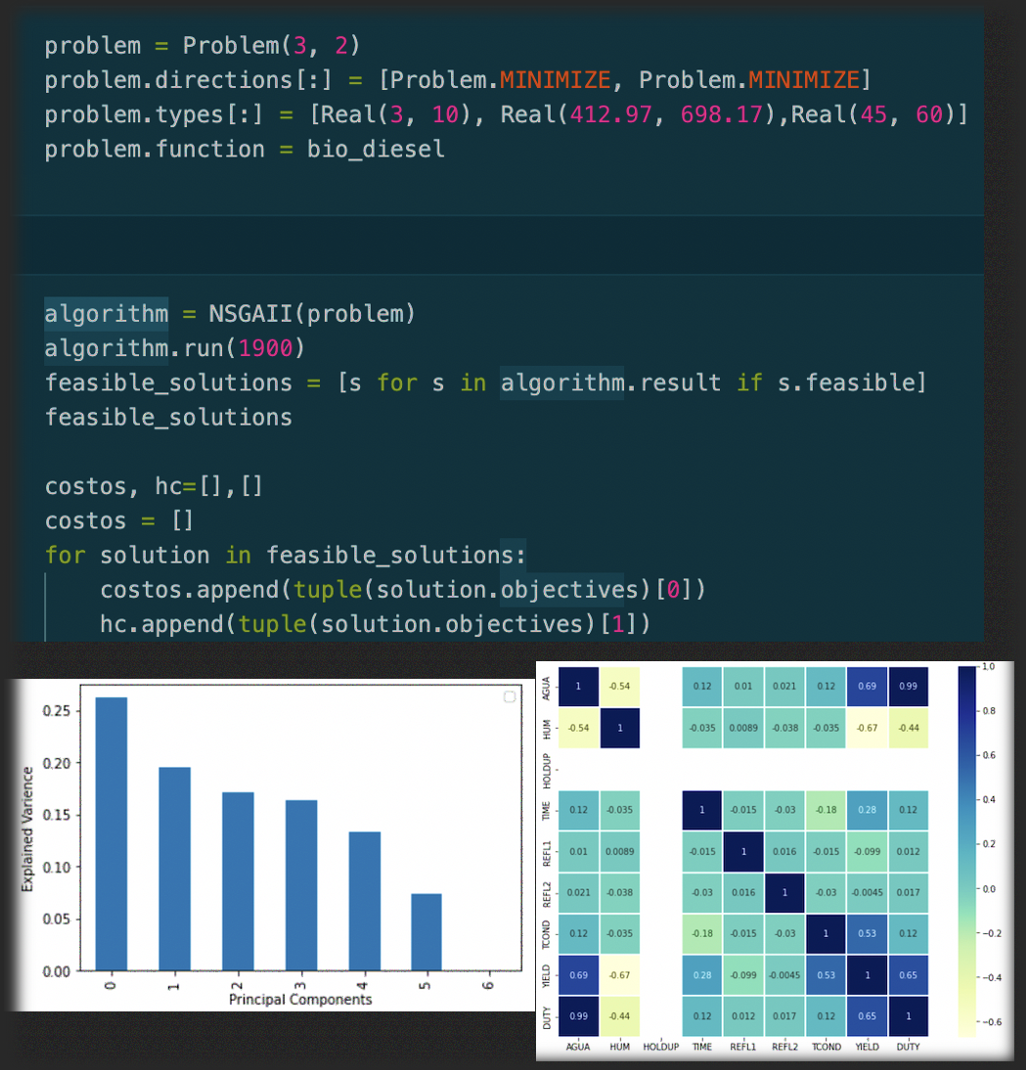 problem = Problem(3, 2)
problem.directions[:] = [Problem.MINIMIZE, Problem.MINIMIZE]
problem.types[:] = [Real(3, 10), Real(412.97, 698.17),Real(45, 60)]
problem.function = bio_diesel
algorithm = NSGAII(problem)
algorithm.run(1900)
feasible_solutions = [s for s in algorithm.result if s.feasible]
feasible_solutions
costos, hc=[],[]
costos = []
for solution in feasible_solutions:
costos.append(tuple(solution.objectives)[0])
hc.append(tuple(solution.objectives)[1])
Explained Varience
0.25
0.20
0.15
0.10
0.05
0.00
0 1 2 3 4 5 6
Principal Components
AGUA 1 -0.54 0.12 0.01 0.021 0.12 0.69 0.99
HUM -0.54 1 -0.035 0.0089 -0.038 -0.035 -0.67 -0.44
HOLDUP
TIME 0.12 -0.035 1 -0.015 -0.03 -0.18 0.28 0.12
REFL1 0.01 0.0089 -0.015 1 0.016 -0.015 -0.099 0.012
REFL2 0.021 -0.038 -0.03 0.016 1 -0.03 -0.0045 0.017
TCOND 0.12 -0.035 -0.18 -0.015 -0.03 1 0.53 0.12
YIELD 0.69 -0.67 0.28 -0.099 -0.0045 0.53 1 0.65
DUTY 0.99 -0.44 0.12 0.012 0.017 0.12 0.65 1
AGUA HUM HOLDUP TIME REFL1 REFL2 TCOND YIELD DUTY
1.0
0.8
0.6
0.4
0.2
0.0
-0.2
-0.4
-0.6